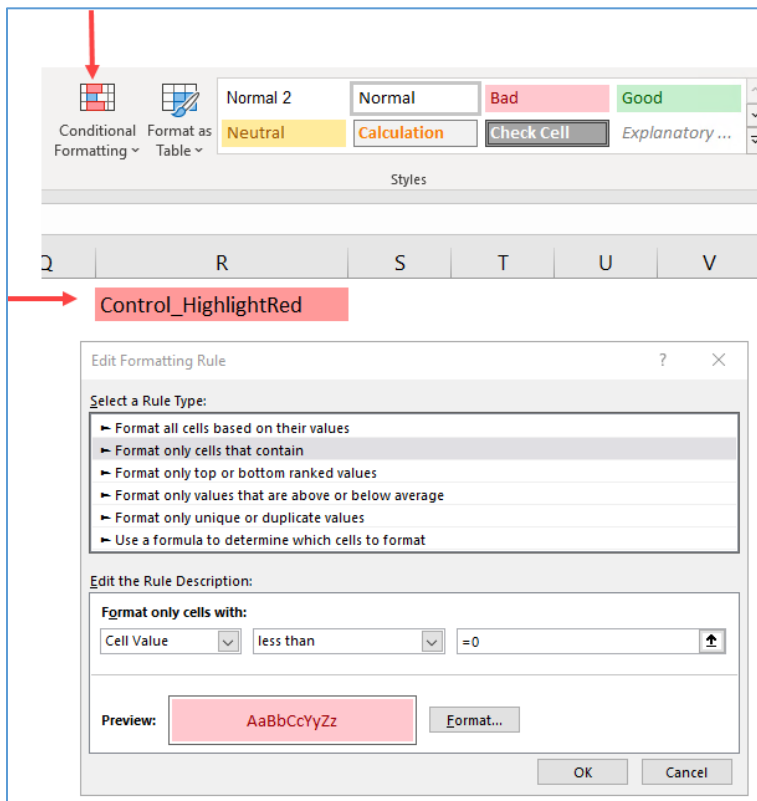 Normal 2 Normal Bad Good
Conditional Formatting Format as Table Neutral Calculation Check Cell Explanatory ...
Styles
Q R S T U V
Control_HighlightRed
Edit Formatting Rule ?
Select a Rule Type:
► Format all cells based on their values
► Format only cells that contain
► Format only top or bottom ranked values
► Format only values that are above or below average
► Format only unique or duplicate values
► Use a formula to determine which cells to format
Edit the Rule Description:
Format only cells with:
Cell Value less than =0
Preview: AaBbCcYyZz Format...
OK Cancel